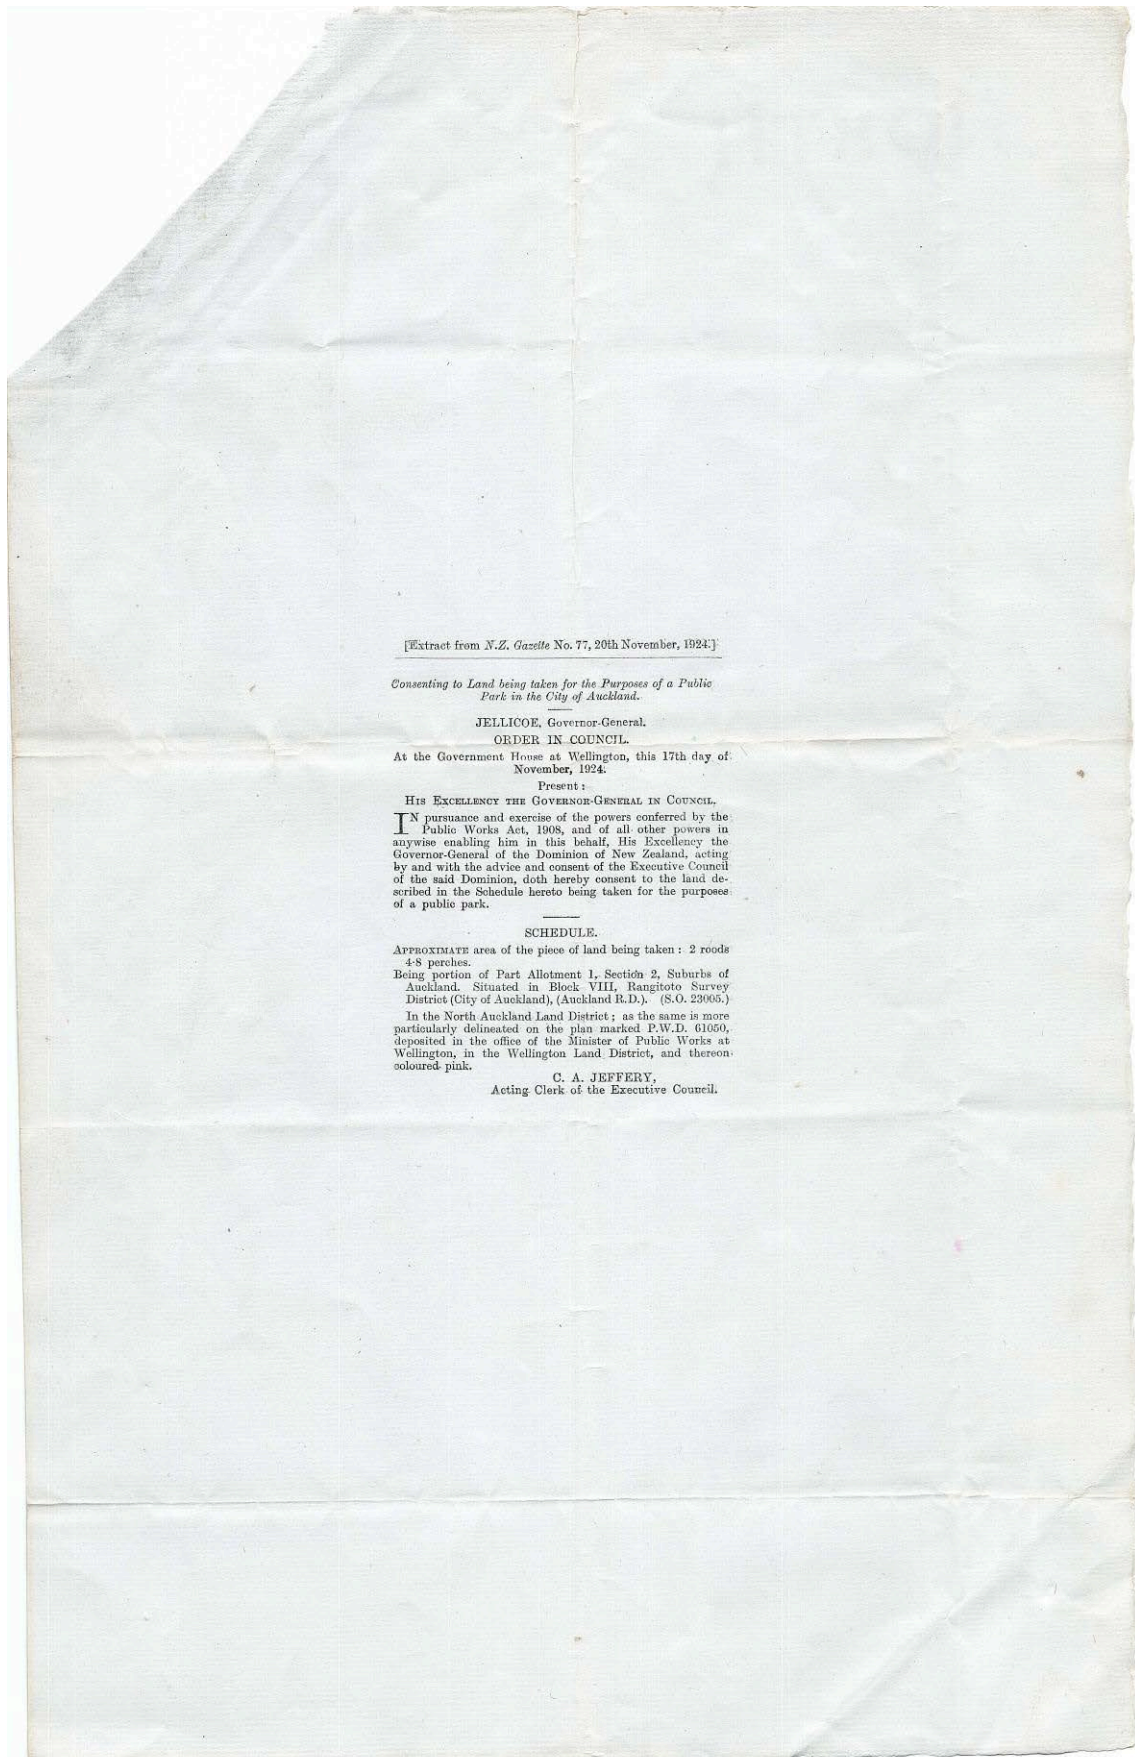 [Extract from N.Z. Gazette No. 77, 20th November, 1924.]
Consenting to Land being taken for the Purposes of a Public
Park in the City of Auckland.
JELLICOE, Governor-General.
ORDER IN COUNCIL.
At the Government House at Wellington, this 17th day of
November, 1924.
Present:
HIS EXCELLENCY THE GOVERNOR-GENERAL IN COUNCIL.
IN pursuance and exercise of the powers conferred by the
Public Works Act, 1908, and of all other powers in
anywise enabling him in this behalf, His Excellency the
Governor-General of the Dominion of New Zealand, acting
by and with the advice and consent of the Executive Council
of the said Dominion, doth hereby consent to the land de-
scribed in the Schedule hereto being taken for the purposes
of a public park.
SCHEDULE.
APPROXIMATE area of the piece of land being taken: 2 roods
4·8 perches.
Being portion of Part Allotment 1, Section 2, Suburbs of
Auckland. Situated in Block VIII, Rangitoto Survey
District (City of Auckland), (Auckland R.D.). (S.O. 23005.)
In the North Auckland Land District; as the same is more
particularly delineated on the plan marked P.W.D. 61050,
deposited in the office of the Minister of Public Works at
Wellington, in the Wellington Land District, and thereon
coloured pink.
C. A. JEFFERY,
Acting Clerk of the Executive Council.